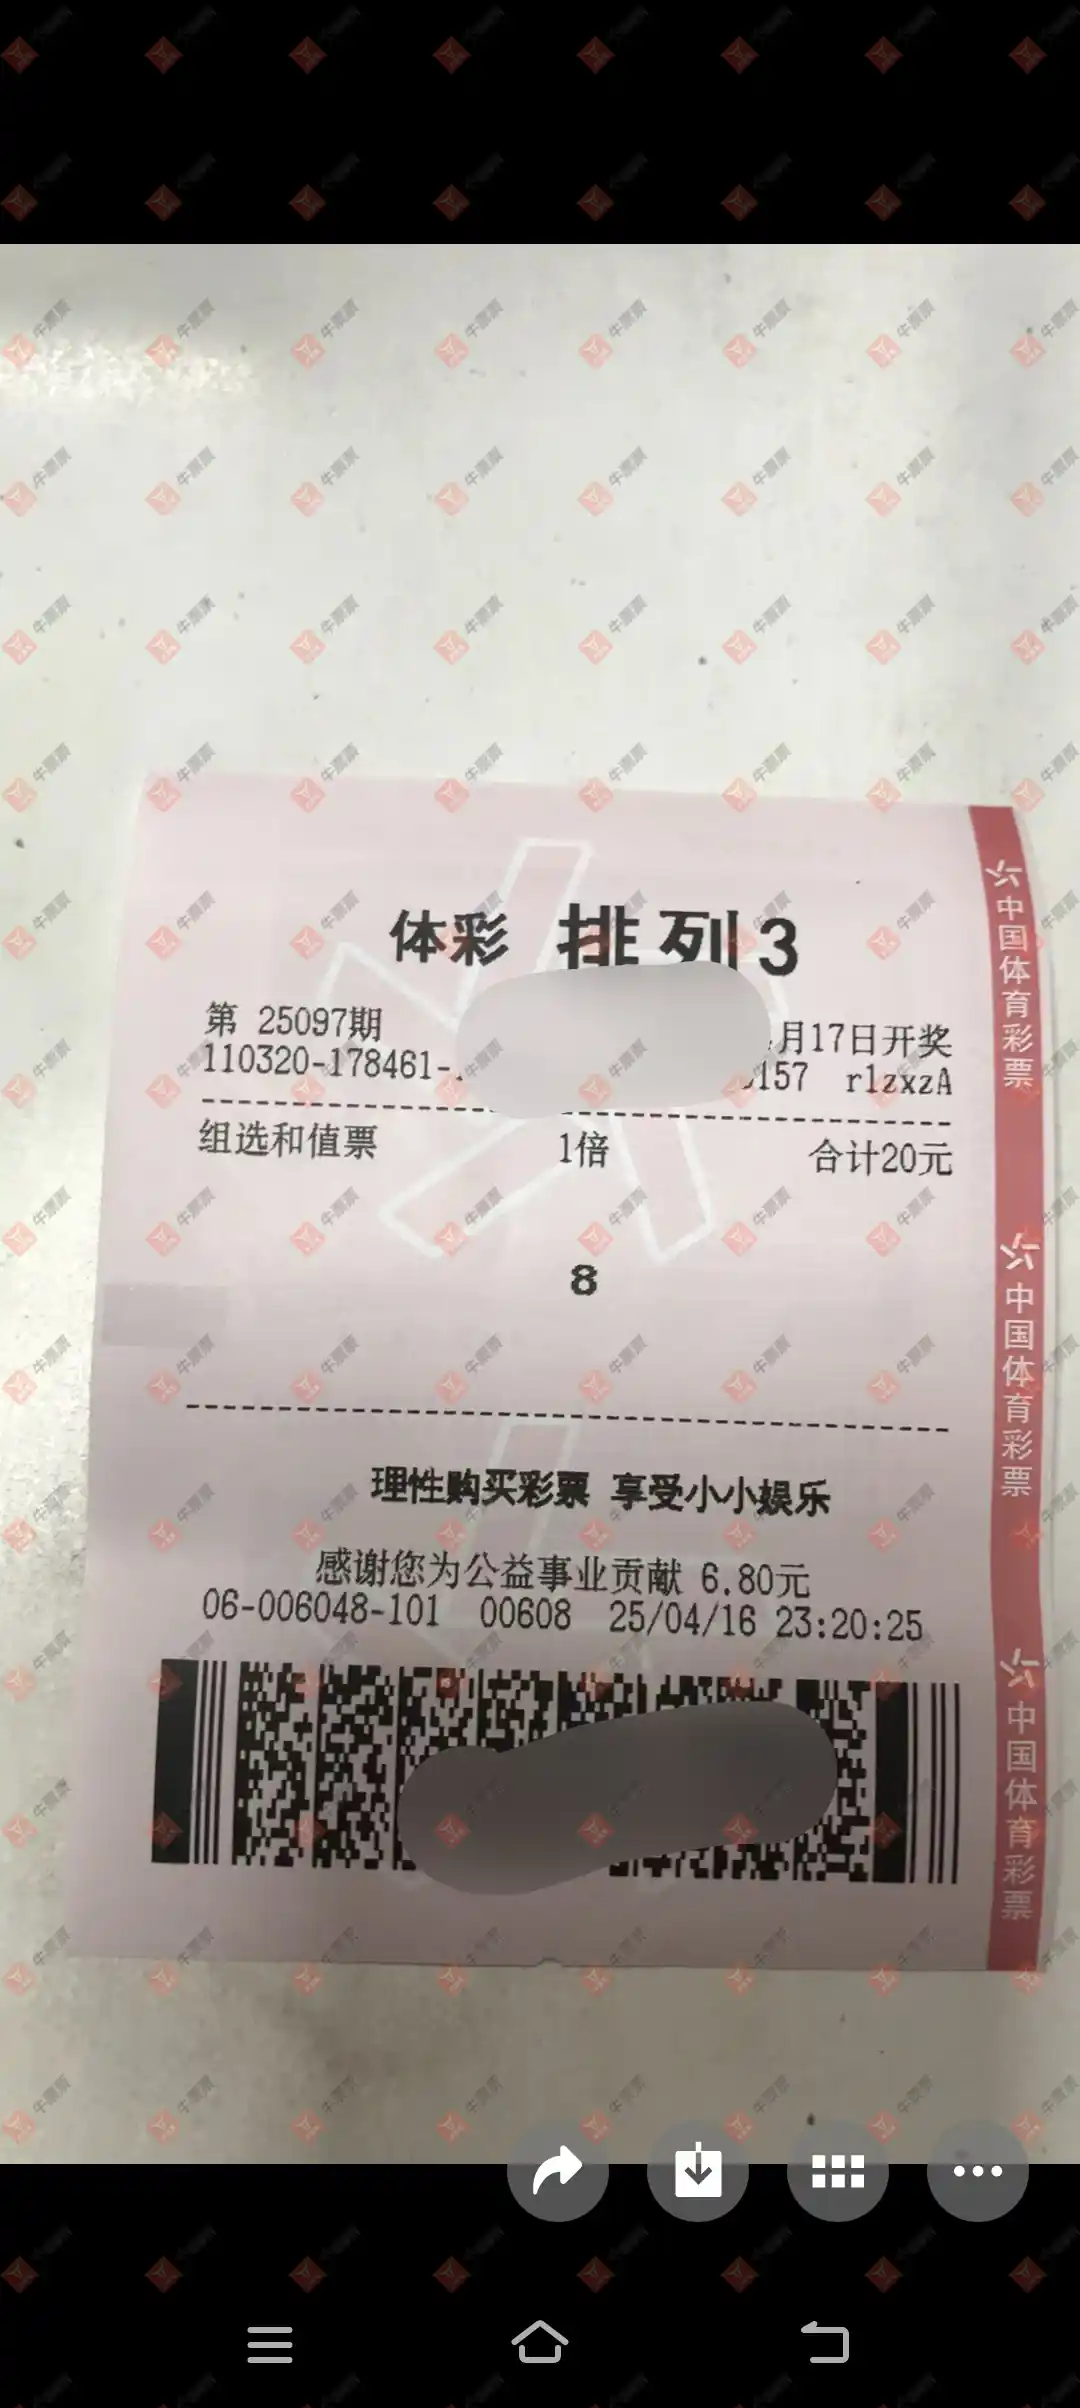 体彩 排列3
第 25097期
月17日开奖
110320-178461-
157 rlzxzA
组选和值票 1倍 合计20元
8
理性购买彩票 享受小小娱乐
感谢您为公益事业贡献 6.80元
06-006048-101 00608 25/04/16 23:20:25
中国体育彩票
中国体育彩票
中国体育彩票
牛票票